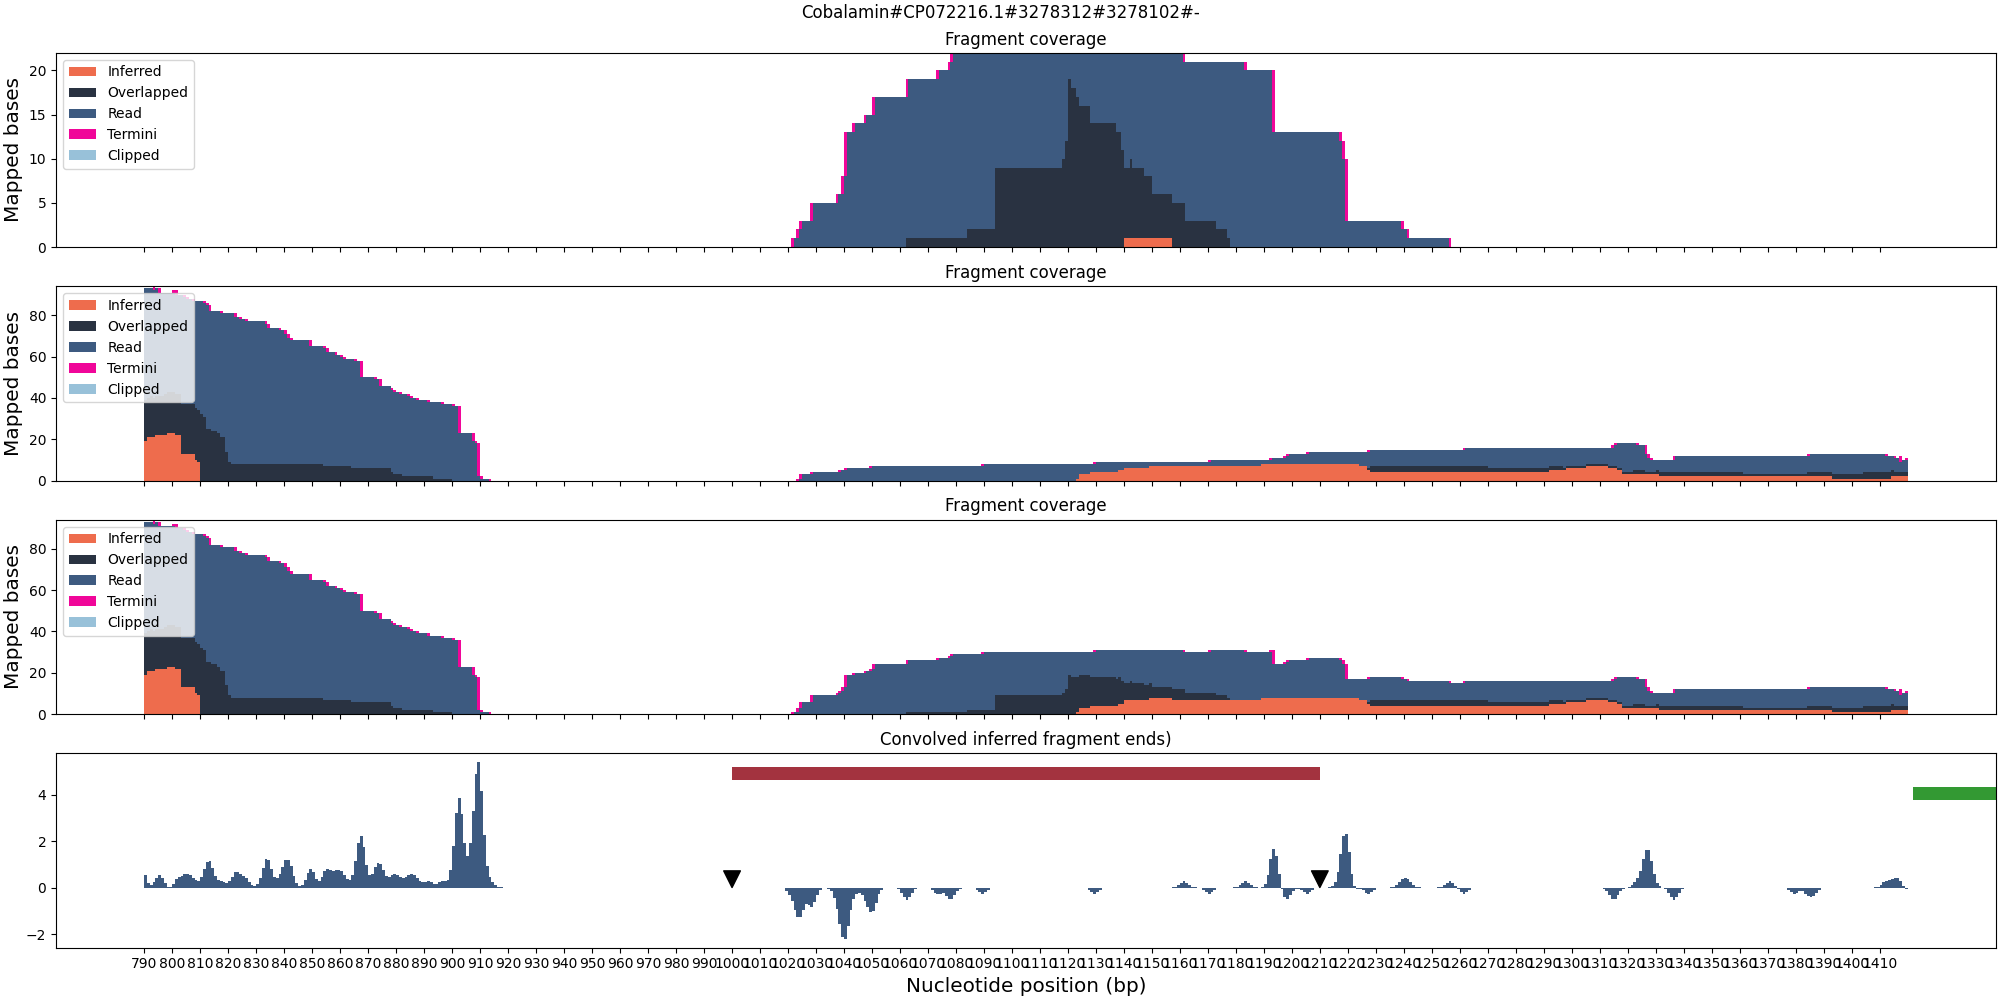 Cobalamin#CP072216.1#3278312#3278102#-
Fragment coverage
Mapped bases
20
15
10
5
0
Inferred
Overlapped
Read
Termini
Clipped
Fragment coverage
Mapped bases
80
60
40
20
0
Inferred
Overlapped
Read
Termini
Clipped
Fragment coverage
Mapped bases
80
60
40
20
0
Inferred
Overlapped
Read
Termini
Clipped
Convolved inferred fragment ends)
4
2
0
−2
790 800 810 820 830 840 850 860 870 880 890 900 910 920 930 940 950 960 970 980 990 1000 1010 1020 1030 1040 1050 1060 1070 1080 1090 1100 1110 1120 1130 1140 1150 1160 1170 1180 1190 1200 1210 1220 1230 1240 1250 1260 1270 1280 1290 1300 1310 1320 1330 1340 1350 1360 1370 1380 1390 1400 1410
Nucleotide position (bp)